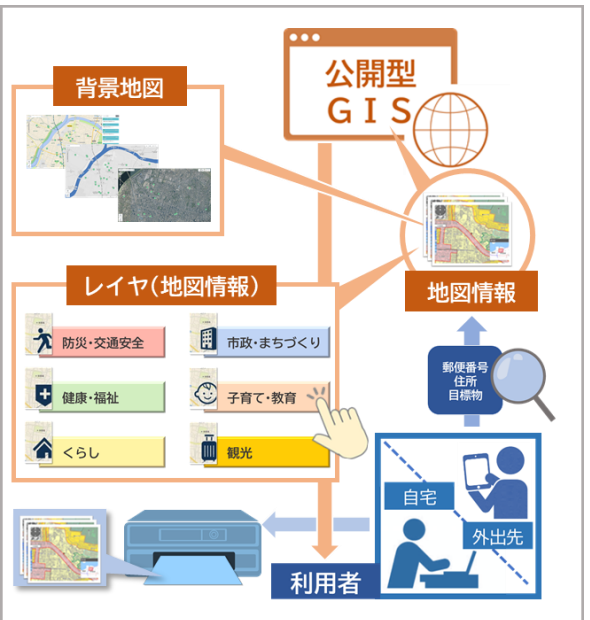 公開型
GIS
背景地図
地図情報
レイヤ(地図情報)
防災・交通安全
市政・まちづくり
健康・福祉
子育て・教育
くらし
観光
郵便番号
住所
目標物
自宅
外出先
利用者